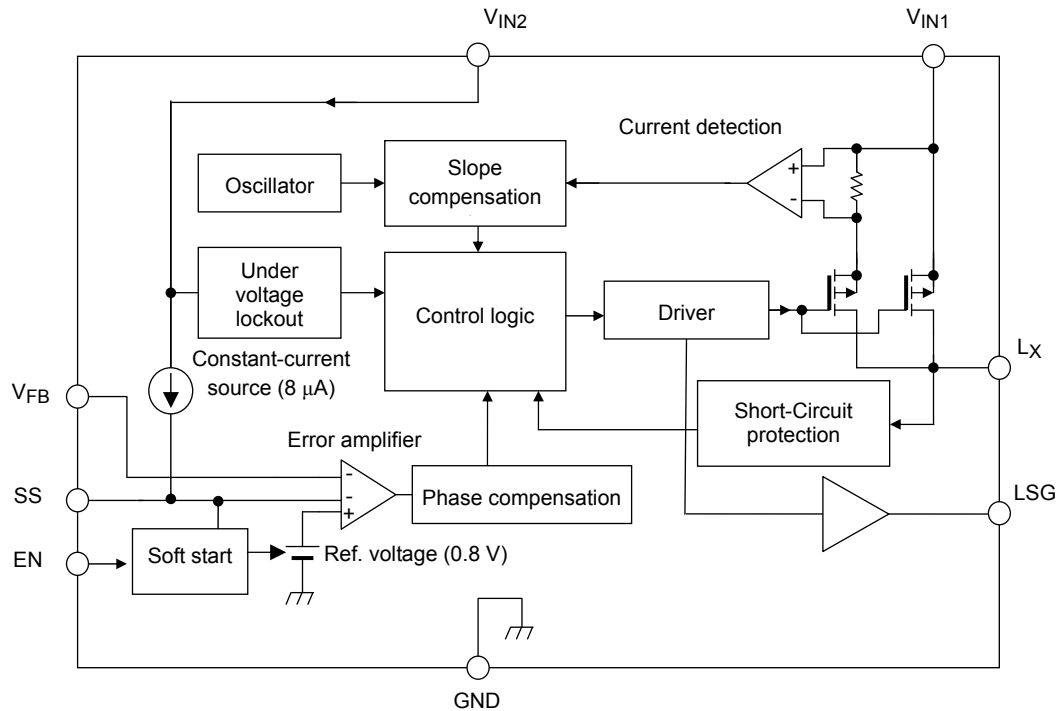 VIN2
VIN1
Current detection
Oscillator
Slope
compensation
+
-
Under
voltage
lockout
Control logic
Driver
Constant-current
source (8 μA)
LX
VFB
Short-Circuit
protection
Error amplifier
-
-
+
Phase compensation
SS
LSG
EN
Soft start
Ref. voltage (0.8 V)
GND